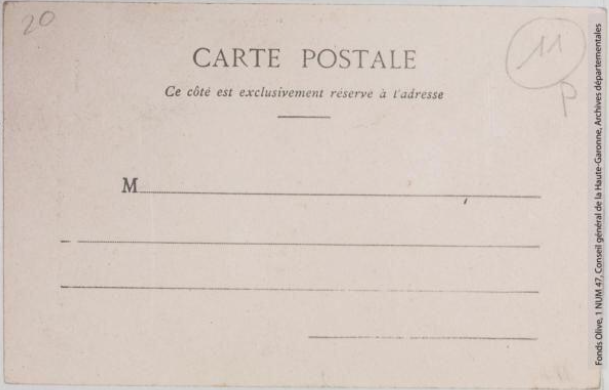 20
11
P
CARTE POSTALE
Ce côté est exclusivement réservé à l'adresse
M
Fonds Olive, 1 NUM 47, Conseil général de la Haute-Garonne, Archives départementales